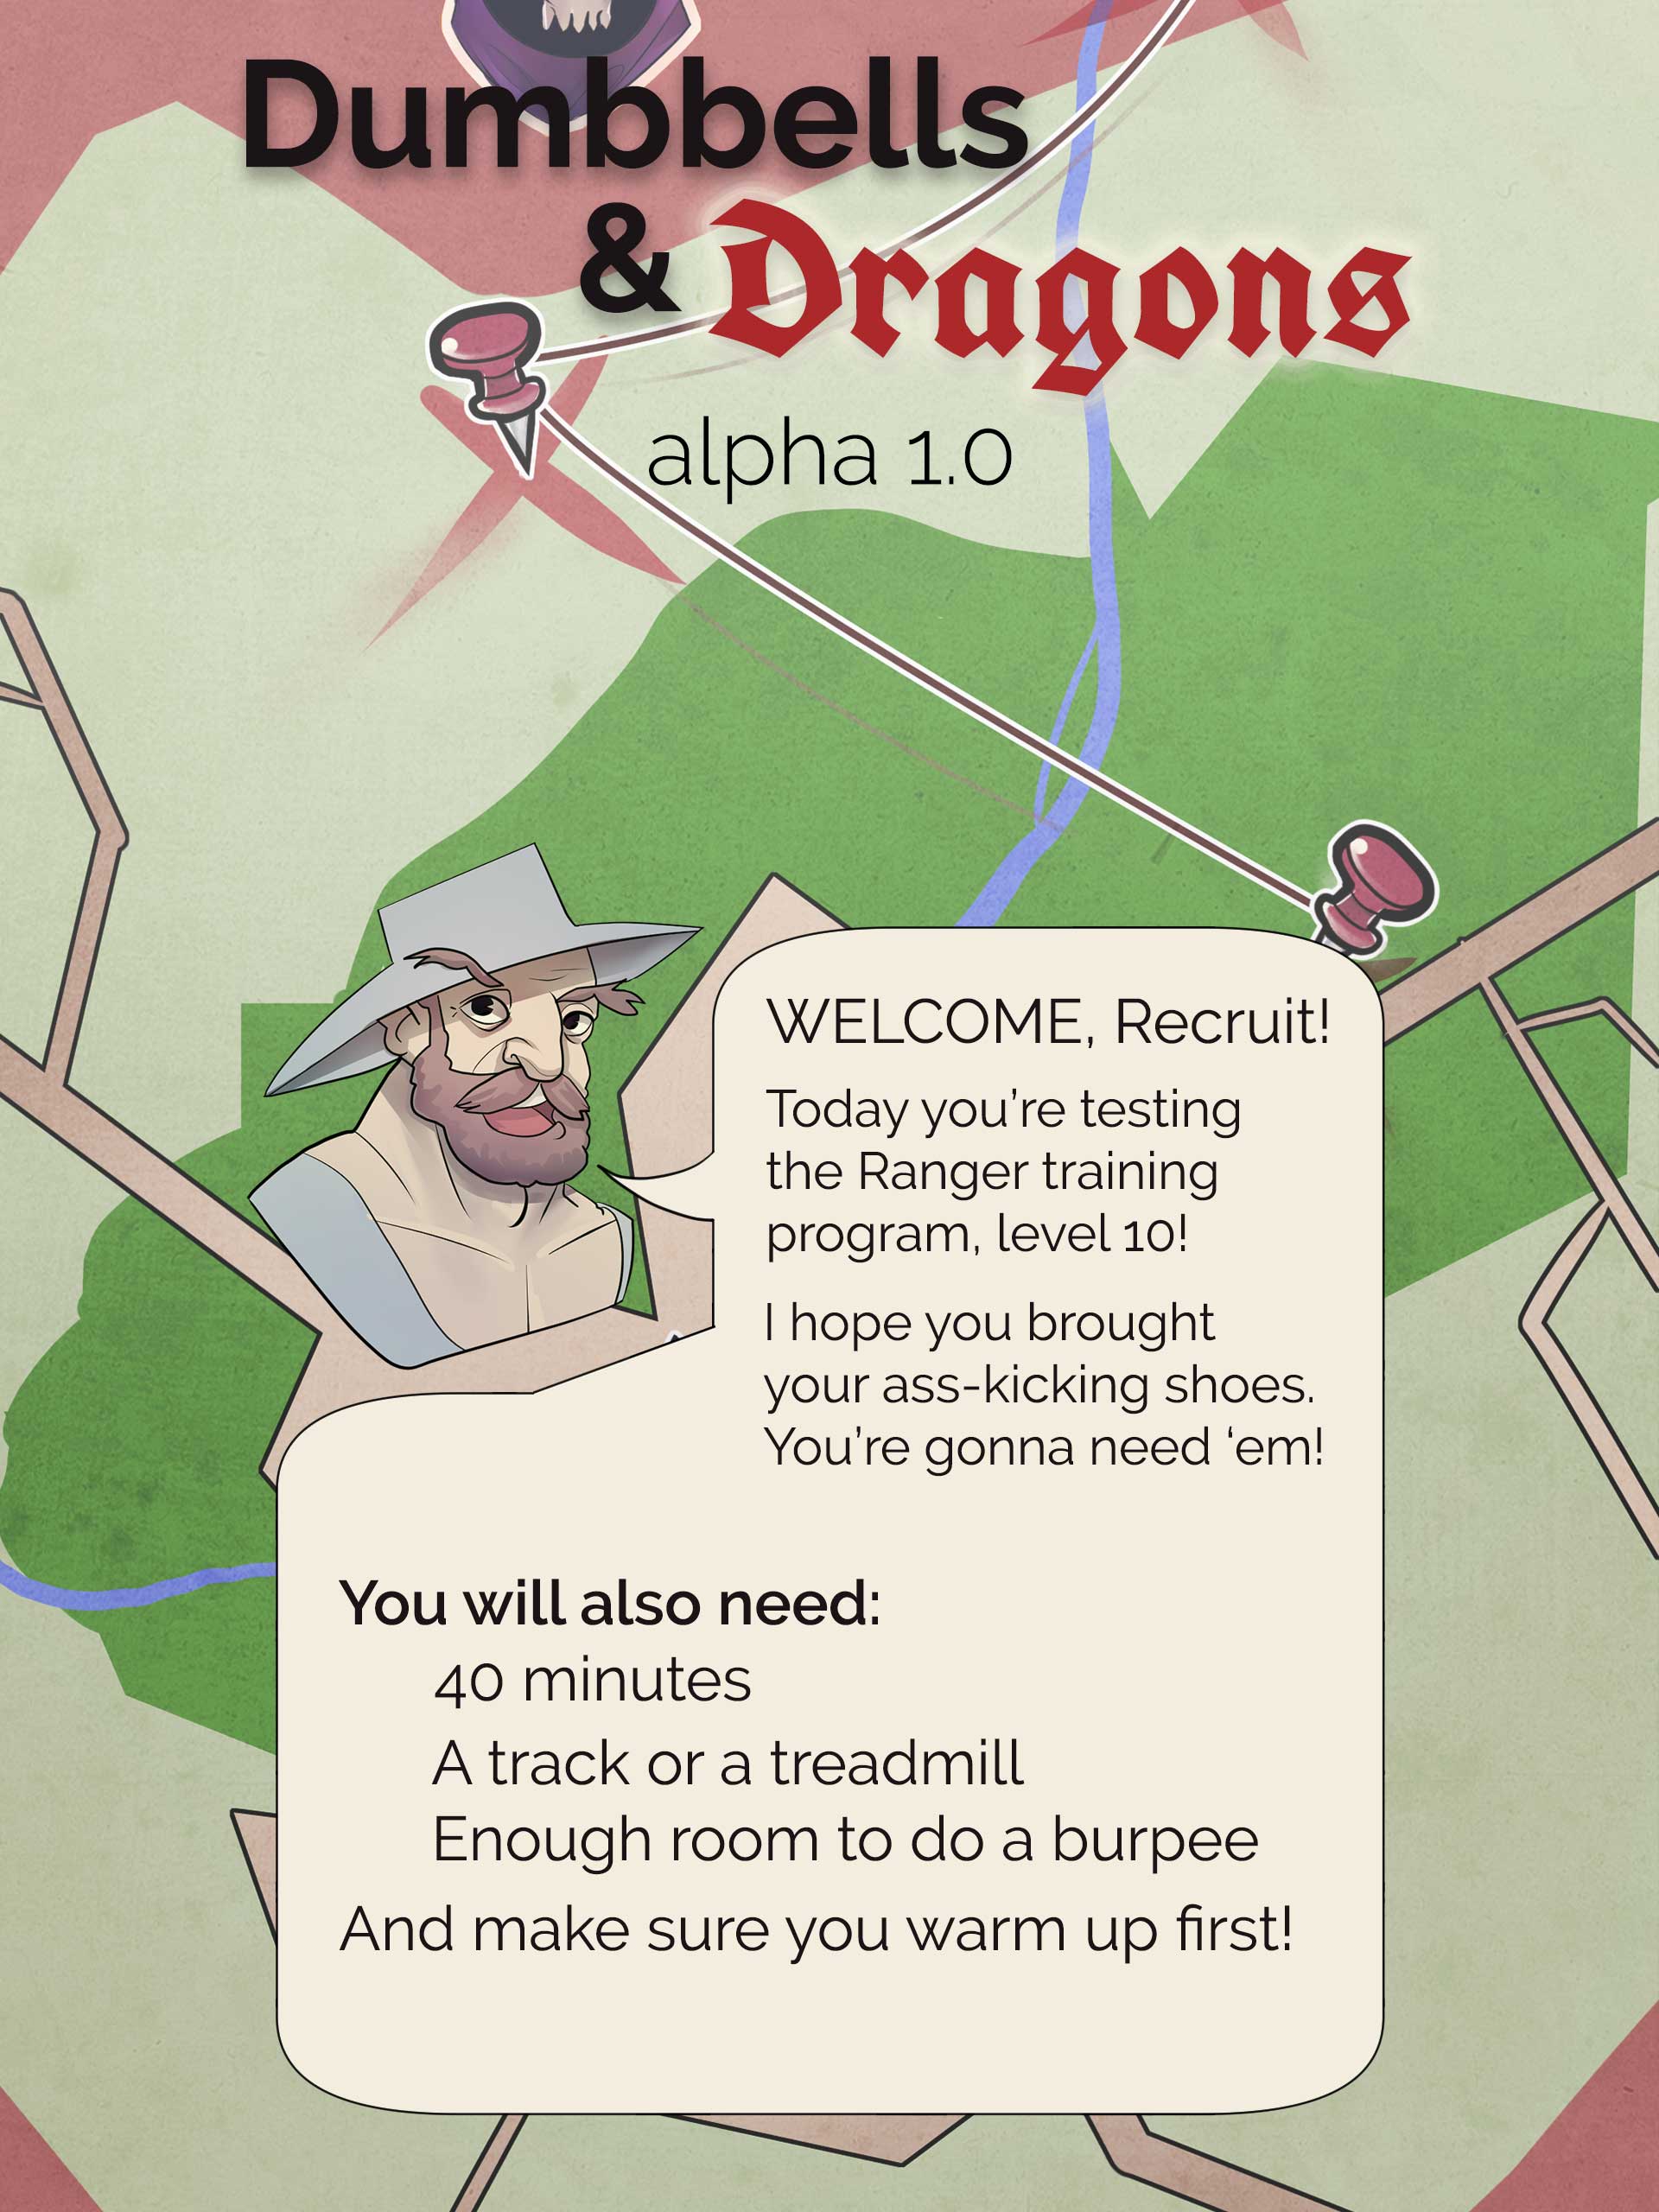 Dumbbells
& Dragons
alpha 1.0
WELCOME, Recruit!
Today you’re testing
the Ranger training
program, level 10!
I hope you brought
your ass-kicking shoes.
You’re gonna need ‘em!
You will also need:
40 minutes
A track or a treadmill
Enough room to do a burpee
And make sure you warm up first!